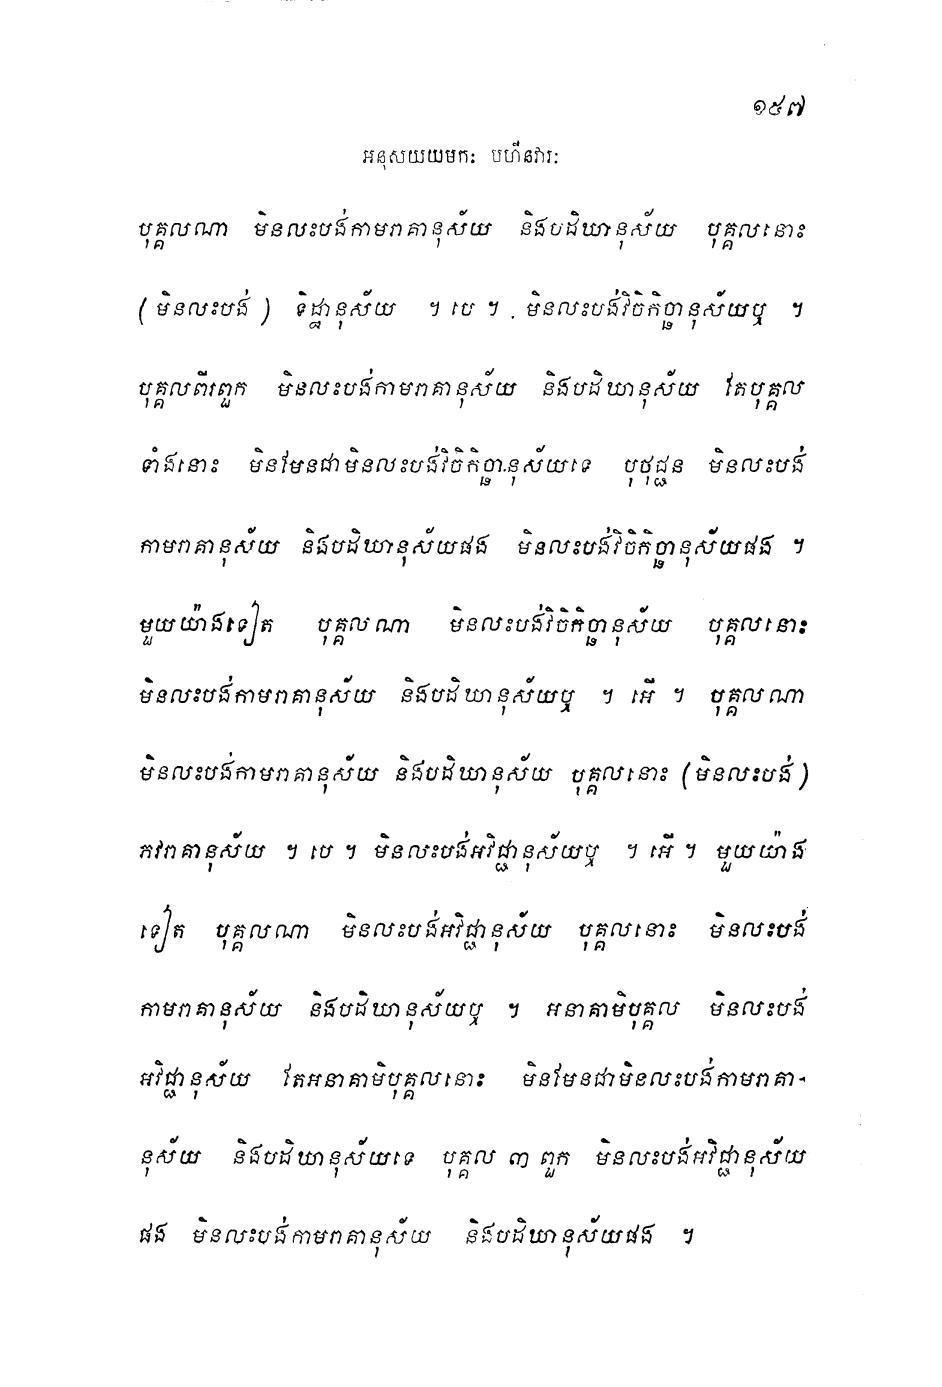 ១៥៧
អនុសយយមកៈ បហីនវារៈ
បុគ្គលណា មិនលះបង់កាមរាគានុស័យ និងបដិឃានុស័យ បុគ្គលនោះ
(មិនលះបង់) ទិដ្ឋានុស័យ ។ បេ ។ មិនលះបង់វិចិកិច្ឆានុស័យឬ ។
បុគ្គលពីរពួក មិនលះបង់កាមរាគានុស័យ និងបដិឃានុស័យ តែបុគ្គល
ទាំងនោះ មិនមែនជាមិនលះបង់វិចិកិច្ឆានុស័យទេ បុថុជ្ជន មិនលះបង់
កាមរាគានុស័យ និងបដិឃានុស័យផង មិនលះបង់វិចិកិច្ឆានុស័យផង ។
មួយយ៉ាងទៀត បុគ្គលណា មិនលះបង់វិចិកិច្ឆានុស័យ បុគ្គលនោះ
មិនលះបង់កាមរាគានុស័យ និងបដិឃានុស័យឬ ។ អើ ។ បុគ្គលណា
មិនលះបង់កាមរាគានុស័យ និងបដិឃានុស័យ បុគ្គលនោះ (មិនលះបង់)
ភវរាគានុស័យ ។ បេ ។ មិនលះបង់អវិជ្ជានុស័យឬ ។ អើ ។ មួយយ៉ាង
ទៀត បុគ្គលណា មិនលះបង់អវិជ្ជានុស័យ បុគ្គលនោះ មិនលះបង់
កាមរាគានុស័យ និងបដិឃានុស័យឬ ។ អនាគាមិបុគ្គល មិនលះបង់
អវិជ្ជានុស័យ តែអនាគាមិបុគ្គលនោះ មិនមែនជាមិនលះបង់កាមរាគា-
នុស័យ និងបដិឃានុស័យទេ បុគ្គល ៣ ពួក មិនលះបង់អវិជ្ជានុស័យ
ផង មិនលះបង់កាមរាគានុស័យ និងបដិឃានុស័យផង ។